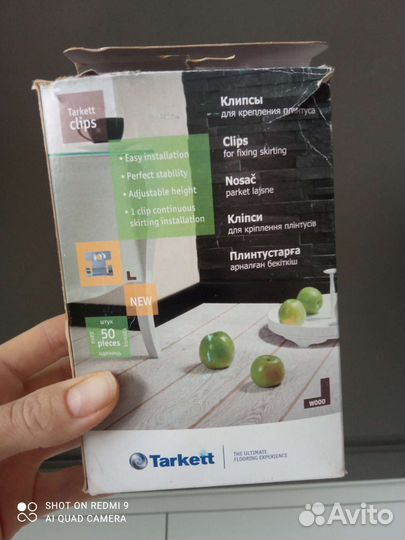 Tarkett
clips
• Easy installation
• Perfect stability
• Adjustable height
• 1 clip continuous
skirting installation
Клипсы
для крепления плінтуса
Clips
for fixing skirting
Nosač
parket lajsne
Кліпси
для кріплення плінтусів
Плинтустарға
арналған бекіткіш
NEW
штук
50
pieces
одиниць
WOOD
Tarkett
THE ULTIMATE
FLOORING EXPERIENCE
SHOT ON REDMI 9
AI QUAD CAMERA
Avito